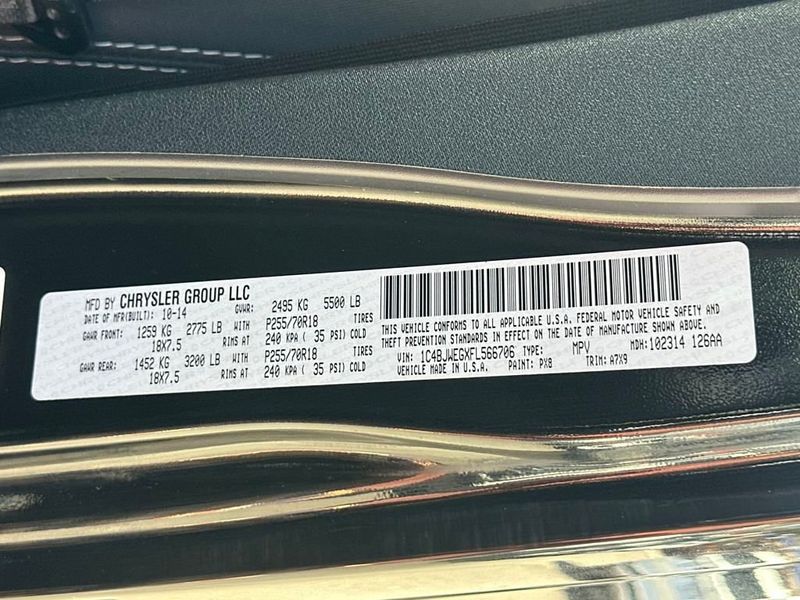 MFD BY CHRYSLER GROUP LLC
DATE OF MFR(BUILT): 10-14 GVWR: 2495 KG 5500 LB
GAWR FRONT: 1259 KG 2775 LB WITH P255/70R18 TIRES
18X7.5 RIMS AT 240 KPA ( 35 PSI) COLD
GAWR REAR: 1452 KG 3200 LB WITH P255/70R18 TIRES
18X7.5 RIMS AT 240 KPA ( 35 PSI) COLD
THIS VEHICLE CONFORMS TO ALL APPLICABLE U.S.A. FEDERAL MOTOR VEHICLE SAFETY AND
THEFT PREVENTION STANDARDS IN EFFECT ON THE DATE OF MANUFACTURE SHOWN ABOVE.
VIN: 1C4BJWEGXFL566706 TYPE: MPV MDH: 102314 126AA
VEHICLE MADE IN U.S.A. PAINT: PX8 TRIM: A7X9